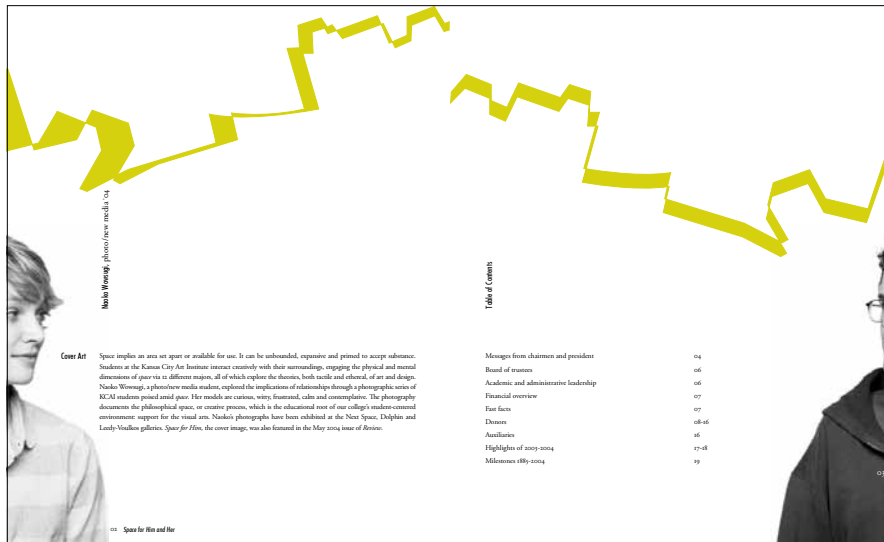 Naoko Wowsugi, photo/new media '04
Cover Art
Space implies an area set apart or available for use. It can be unbounded, expansive and primed to accept substance.
Students at the Kansas City Art Institute interact creatively with their surroundings, engaging the physical and mental
dimensions of space via 12 different majors, all of which explore the theories, both tactile and ethereal, of art and design.
Naoko Wowsugi, a photo/new media student, explored the implications of relationships through a photographic series of
KCAI students poised amid space. Her models are curious, witty, frustrated, calm and contemplative. The photography
documents the philosophical space, or creative process, which is the educational root of our college's student-centered
environment: support for the visual arts. Naoko's photographs have been exhibited at the Next Space, Dolphin and
Leedy-Voulkos galleries. Space for Him, the cover image, was also featured in the May 2004 issue of Review.
02 Space for Him and Her
Table of Contents
Messages from chairmen and president 04
Board of trustees 06
Academic and administrative leadership 06
Financial overview 07
Fast facts 07
Donors 08-16
Auxiliaries 16
Highlights of 2003-2004 17-18
Milestones 1885-2004 19
03